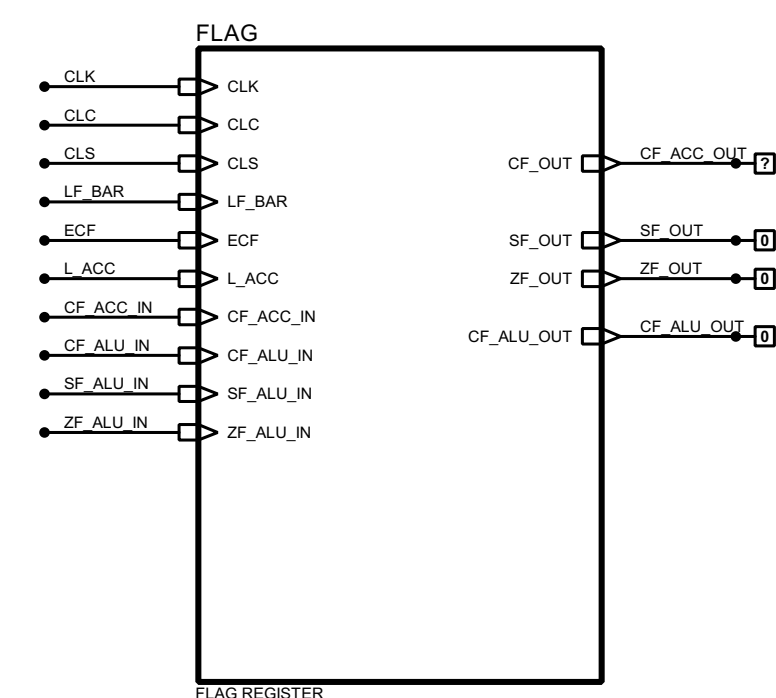 FLAG
CLK CLK
CLC CLC
CLS CLS CF_OUT CF_ACC_OUT ?
LF_BAR LF_BAR
ECF ECF SF_OUT SF_OUT 0
L_ACC L_ACC ZF_OUT ZF_OUT 0
CF_ACC_IN CF_ACC_IN
CF_ALU_IN CF_ALU_IN CF_ALU_OUT CF_ALU_OUT 0
SF_ALU_IN SF_ALU_IN
ZF_ALU_IN ZF_ALU_IN
FLAG REGISTER